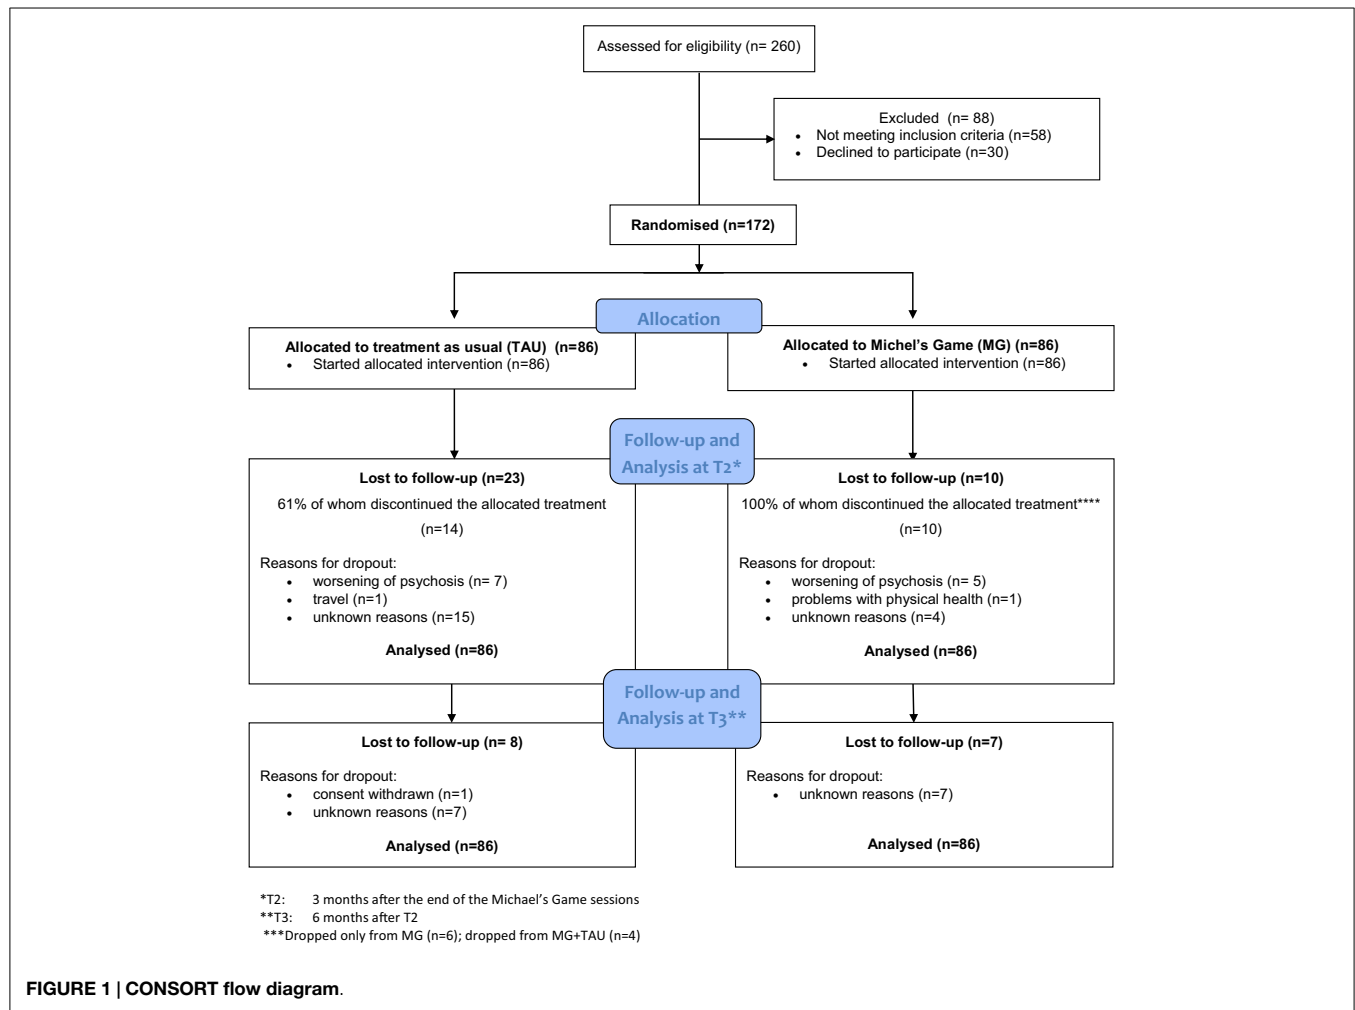 Assessed for eligibility (n= 260)
Excluded (n= 88)
• Not meeting inclusion criteria (n=58)
• Declined to participate (n=30)
Randomised (n=172)
Allocation
Allocated to treatment as usual (TAU) (n=86)
• Started allocated intervention (n=86)
Allocated to Michel's Game (MG) (n=86)
• Started allocated intervention (n=86)
Follow-up and
Analysis at T2*
Lost to follow-up (n=23)
61% of whom discontinued the allocated treatment
(n=14)
Reasons for dropout:
• worsening of psychosis (n= 7)
• travel (n=1)
• unknown reasons (n=15)
Analysed (n=86)
Lost to follow-up (n=10)
100% of whom discontinued the allocated treatment****
(n=10)
Reasons for dropout:
• worsening of psychosis (n= 5)
• problems with physical health (n=1)
• unknown reasons (n=4)
Analysed (n=86)
Follow-up and
Analysis at T3**
Lost to follow-up (n= 8)
Reasons for dropout:
• consent withdrawn (n=1)
• unknown reasons (n=7)
Analysed (n=86)
Lost to follow-up (n=7)
Reasons for dropout:
• unknown reasons (n=7)
Analysed (n=86)
*T2: 3 months after the end of the Michael's Game sessions
**T3: 6 months after T2
***Dropped only from MG (n=6); dropped from MG+TAU (n=4)
FIGURE 1 | CONSORT flow diagram.